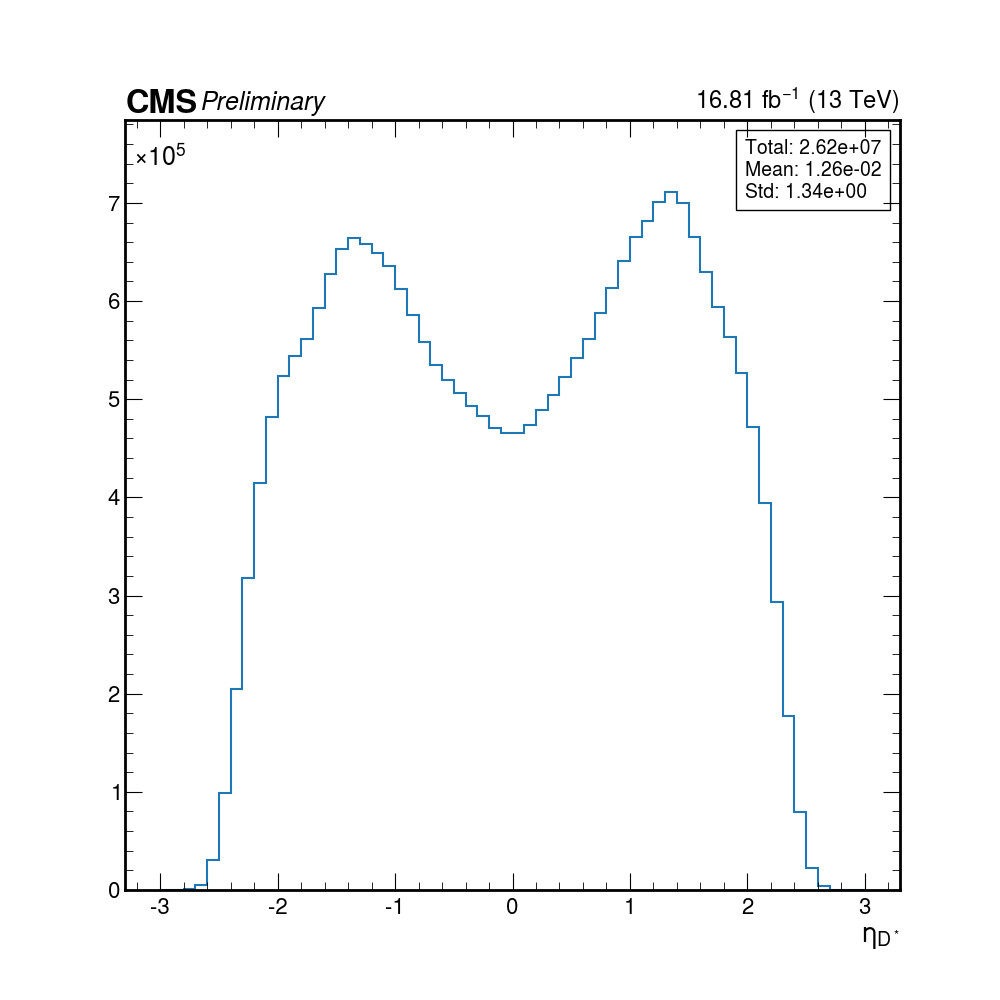 CMS Preliminary 16.81 fb⁻¹ (13 TeV)
×10⁵
Total: 2.62e+07
Mean: 1.26e-02
Std: 1.34e+00
7
6
5
4
3
2
1
0
-3 -2 -1 0 1 2 3
η_D*